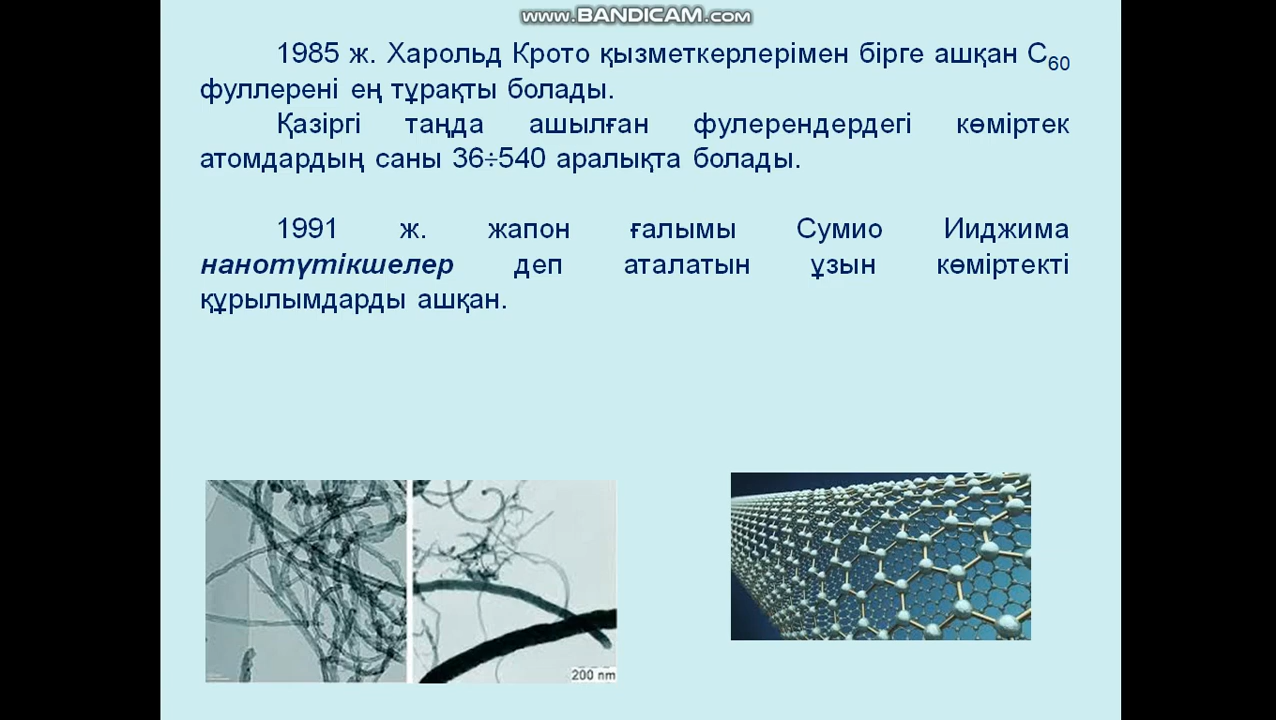 www.BANDICAM.com
1985 ж. Харольд Крото қызметкерлерімен бірге ашқан С60
фуллерені ең тұрақты болады.
Қазіргі таңда ашылған фулерендердегі көміртек
атомдардың саны 36÷540 аралықта болады.
1991 ж. жапон ғалымы Сумио Ииджима
нанотүтікшелер деп аталатын ұзын көміртекті
құрылымдарды ашқан.
200 nm